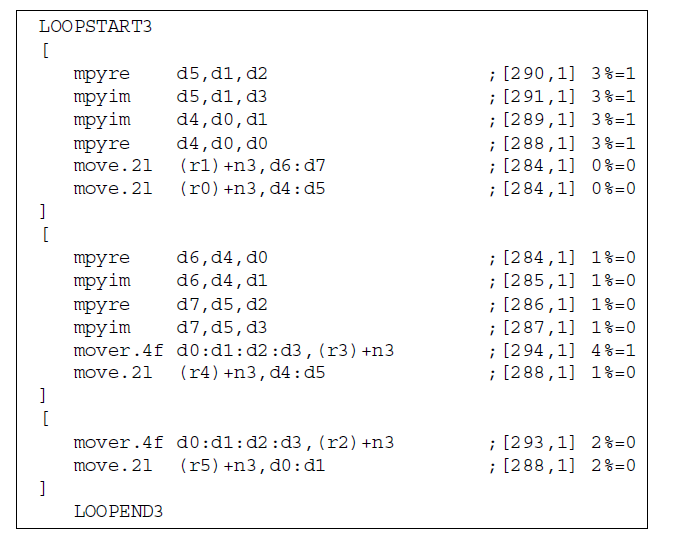 LOOPSTART3
[
mpyre d5,d1,d2 ;[290,1] 3%=1
mpyim d5,d1,d3 ;[291,1] 3%=1
mpyim d4,d0,d1 ;[289,1] 3%=1
mpyre d4,d0,d0 ;[288,1] 3%=1
move.2l (r1)+n3,d6:d7 ;[284,1] 0%=0
move.2l (r0)+n3,d4:d5 ;[284,1] 0%=0
]
[
mpyre d6,d4,d0 ;[284,1] 1%=0
mpyim d6,d4,d1 ;[285,1] 1%=0
mpyre d7,d5,d2 ;[286,1] 1%=0
mpyim d7,d5,d3 ;[287,1] 1%=0
mover.4f d0:d1:d2:d3,(r3)+n3 ;[294,1] 4%=1
move.2l (r4)+n3,d4:d5 ;[288,1] 1%=0
]
[
mover.4f d0:d1:d2:d3,(r2)+n3 ;[293,1] 2%=0
move.2l (r5)+n3,d0:d1 ;[288,1] 2%=0
]
LOOPEND3